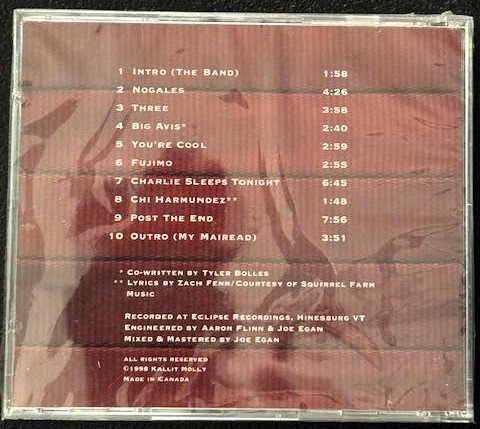 1 Intro (The Band) 1:58
2 Nogales 4:26
3 Three 3:58
4 Big Avis* 2:40
5 You're Cool 2:59
6 Fujimo 2:55
7 Charlie Sleeps Tonight 6:45
8 Chi Harmundez** 1:48
9 Post The End 7:56
10 Outro (My Mairead) 3:51
* Co-written by Tyler Bolles
** Lyrics by Zach Fenn/Courtesy of Squirrel Farm
Music
Recorded at Eclipse Recordings, Hinesburg VT
Engineered by Aaron Flinn & Joe Egan
Mixed & Mastered by Joe Egan
All rights reserved
©1998 Kallit Molly
Made in Canada